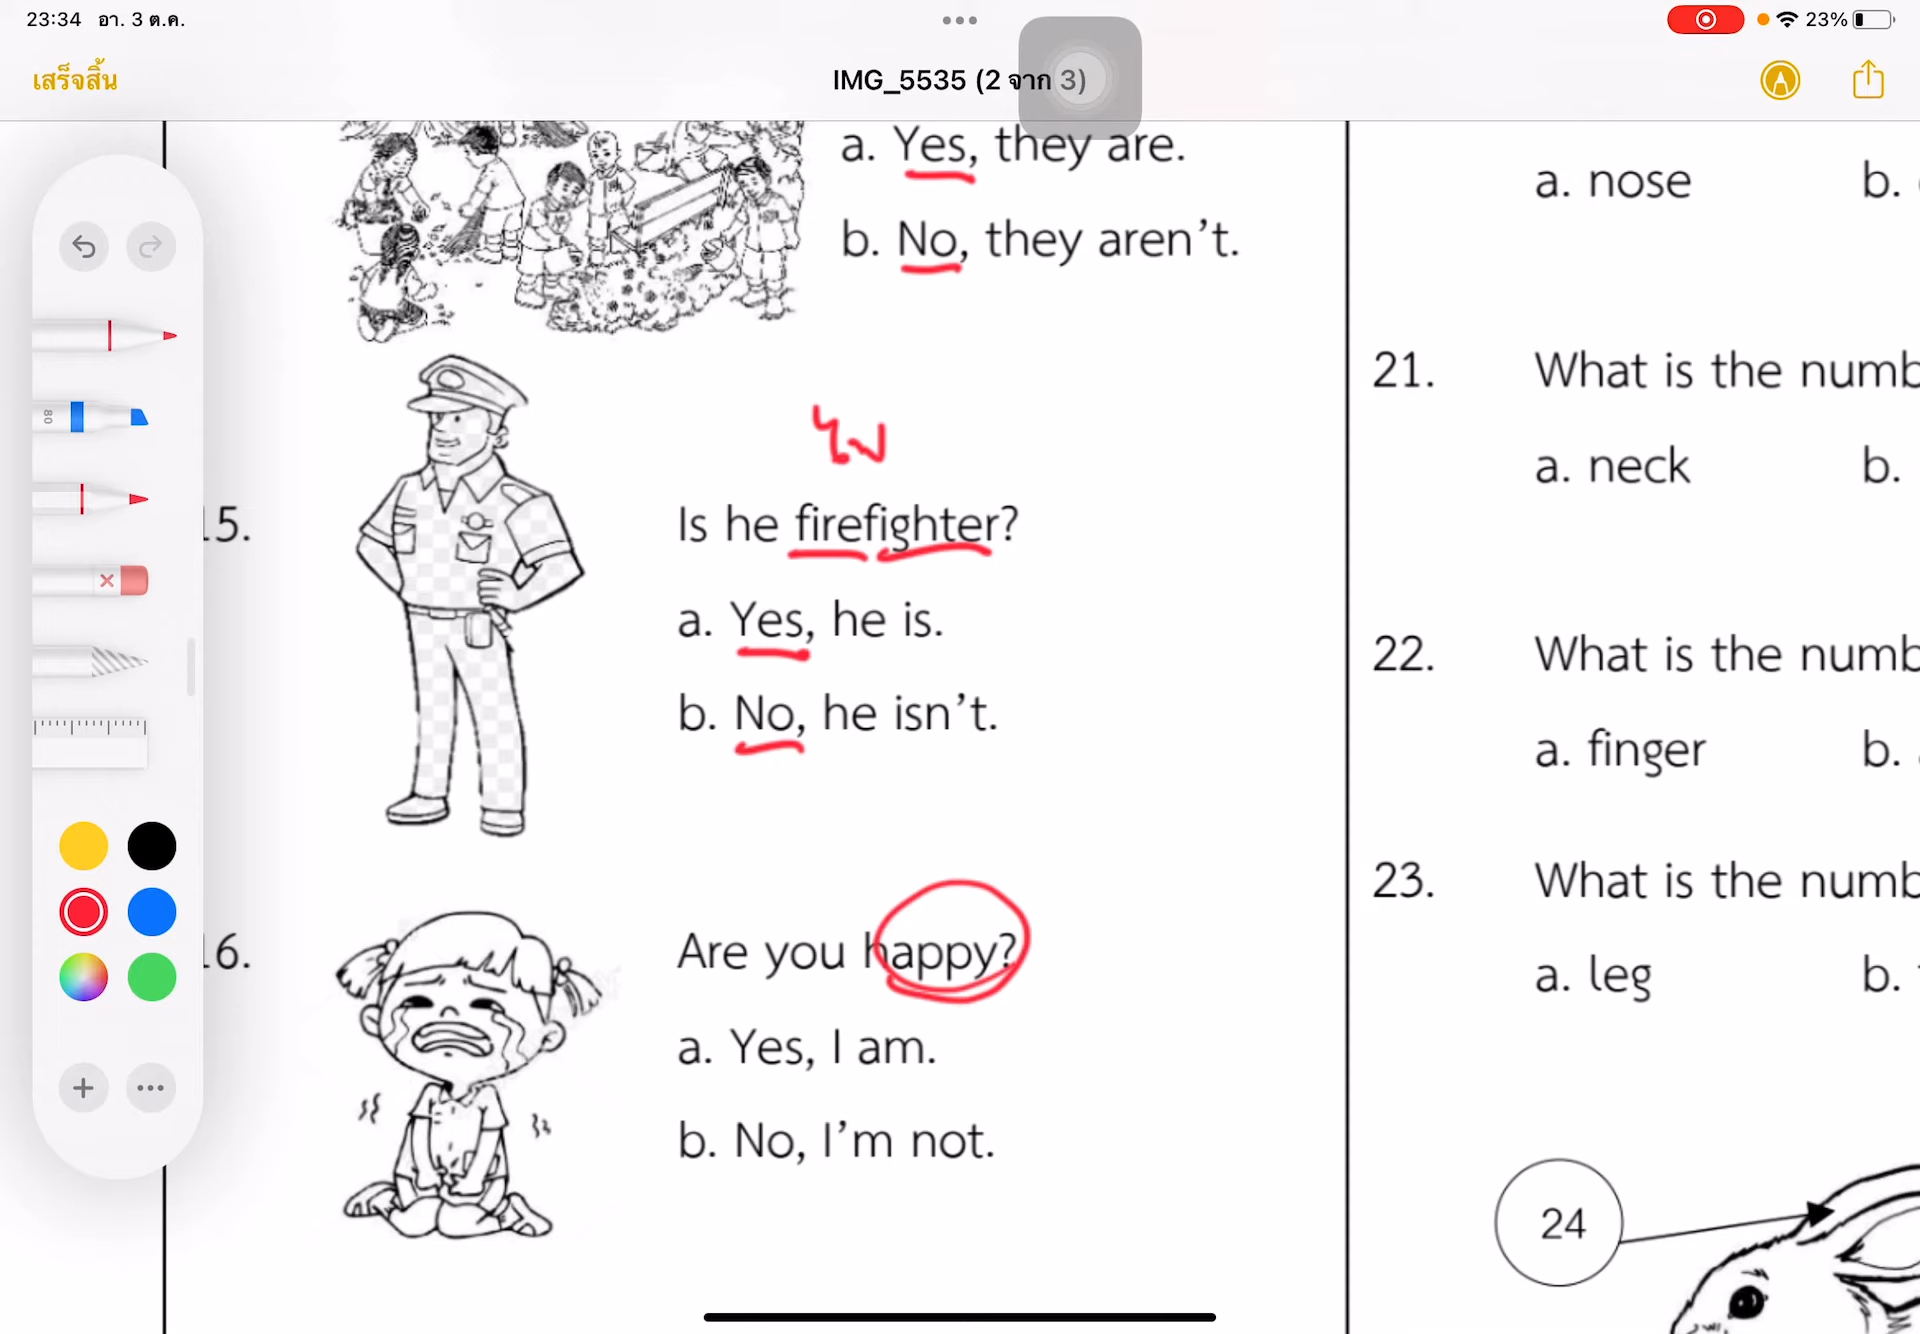 23:34 อา. 3 ต.ค.
23%
เสร็จสิ้น
IMG_5535 (2 จาก 3)
80
a. Yes, they are.
b. No, they aren't.
ไฟ
15.
Is he firefighter?
a. Yes, he is.
b. No, he isn't.
16.
Are you happy?
a. Yes, I am.
b. No, I'm not.
a. nose b.
21. What is the numb
a. neck b.
22. What is the numb
a. finger b.
23. What is the numb
a. leg b.
24